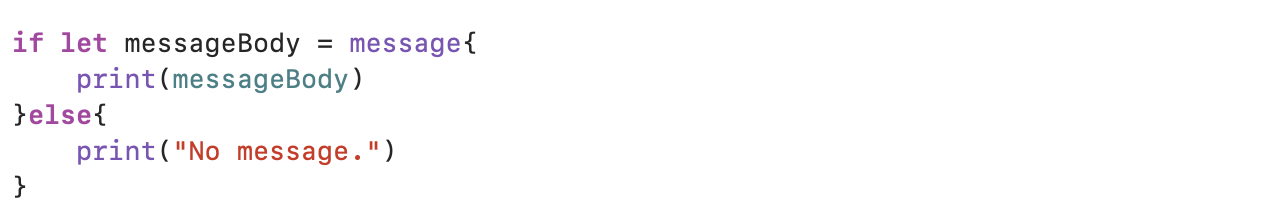 if let messageBody = message{
    print(messageBody)
}else{
    print("No message.")
}